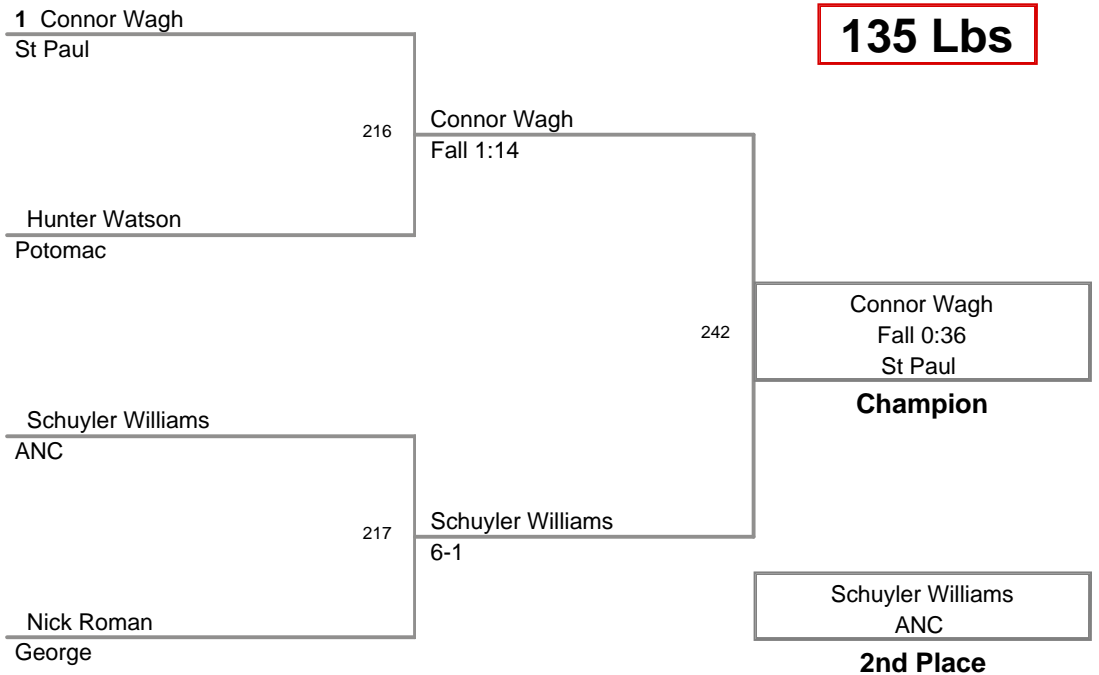 1 Connor Wagh
St Paul
135 Lbs
216
Connor Wagh
Fall 1:14
Hunter Watson
Potomac
242
Connor Wagh
Fall 0:36
St Paul
Champion
Schuyler Williams
ANC
217
Schuyler Williams
6-1
Nick Roman
George
Schuyler Williams
ANC
2nd Place